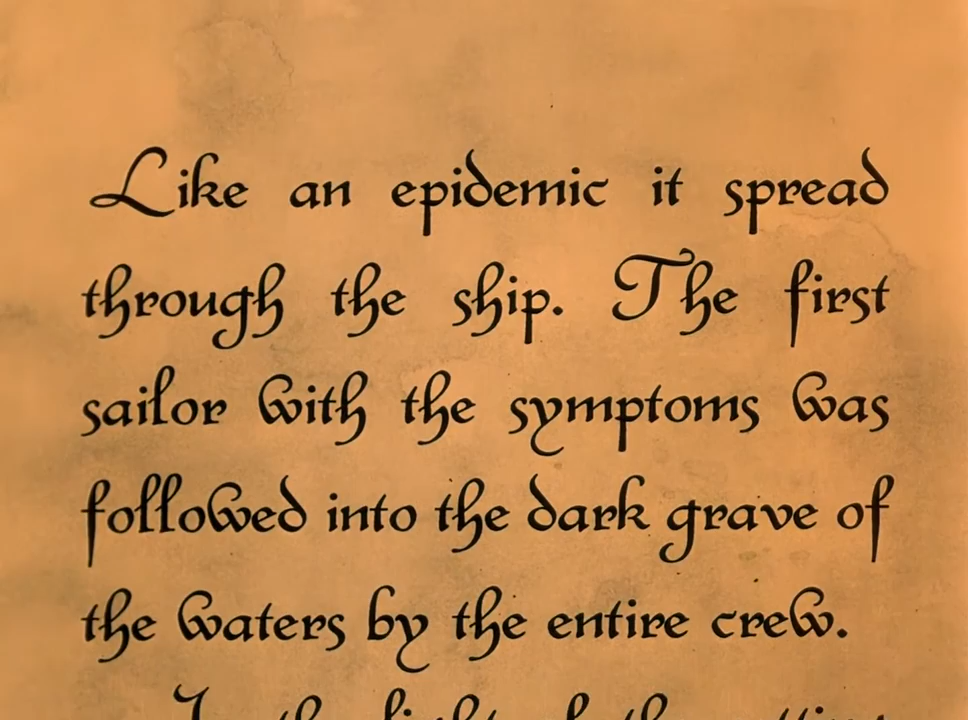 Like an epidemic it spread
through the ship. The first
sailor with the symptoms was
followed into the dark grave of
the waters by the entire crew.